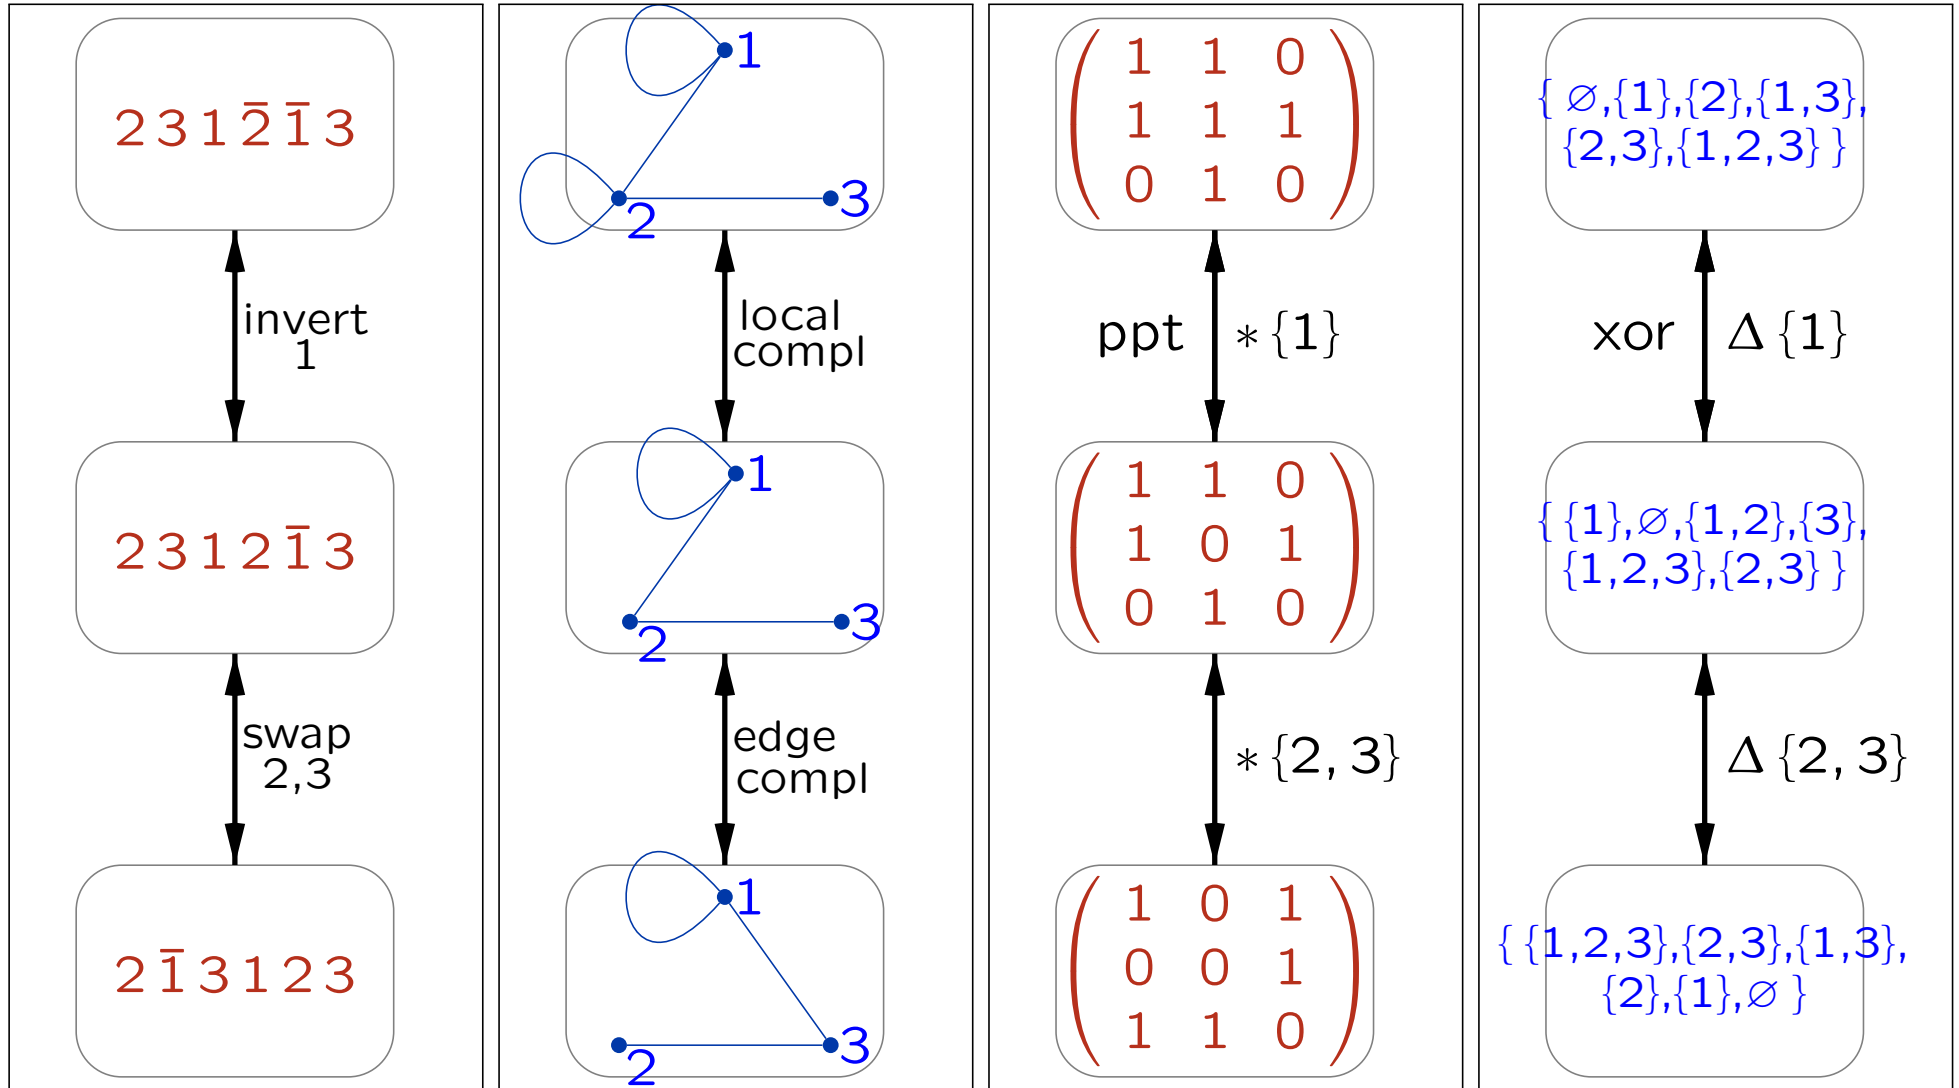 2 3 1 2̅ 1̅ 3
invert
1
2 3 1 2 1̅ 3
swap
2,3
2 1̅ 3 1 2 3
1
2
3
local
compl
1
2
3
edge
compl
1
2
3
1 1 0
1 1 1
0 1 0
ppt * {1}
1 1 0
1 0 1
0 1 0
* {2, 3}
1 0 1
0 0 1
1 1 0
{ ∅,{1},{2},{1,3},
{2,3},{1,2,3} }
xor Δ {1}
{ {1},∅,{1,2},{3},
{1,2,3},{2,3} }
Δ {2, 3}
{ {1,2,3},{2,3},{1,3},
{2},{1},∅ }